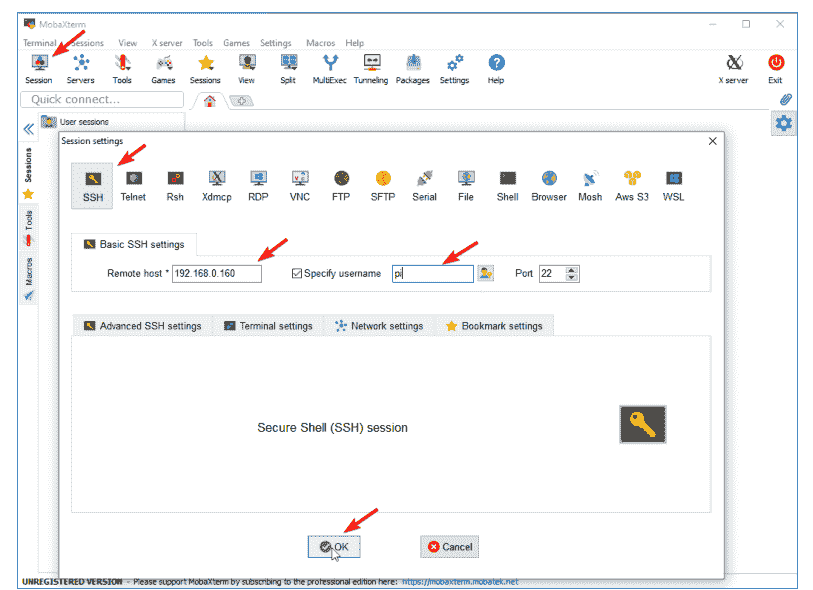 MobaXterm
Terminal Sessions View X server Tools Games Settings Macros Help
Session Servers Tools Games Sessions View Split MultiExec Tunneling Packages Settings Help X server Exit
Quick connect...
User sessions
Sessions
Tools
Macros
Session settings
SSH Telnet Rsh Xdmcp RDP VNC FTP SFTP Serial File Shell Browser Mosh Aws S3 WSL
Basic SSH settings
Remote host * 192.168.0.160 Specify username pi Port 22
Advanced SSH settings Terminal settings Network settings Bookmark settings
Secure Shell (SSH) session
OK Cancel
UNREGISTERED VERSION - Please support MobaXterm by subscribing to the professional edition here: https://mobaxterm.mobatek.net